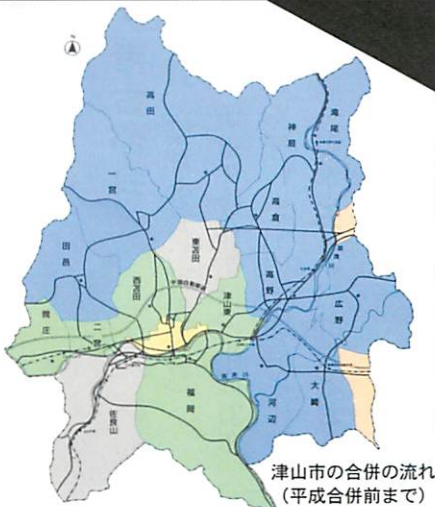 高田
滝尾
神庭
一宮
高倉
東苫田
田邑
高野
西苫田
津山東
広野
院庄
二宮
大崎
河辺
福岡
佐良山
津山市の合併の流れ
（平成合併前まで）